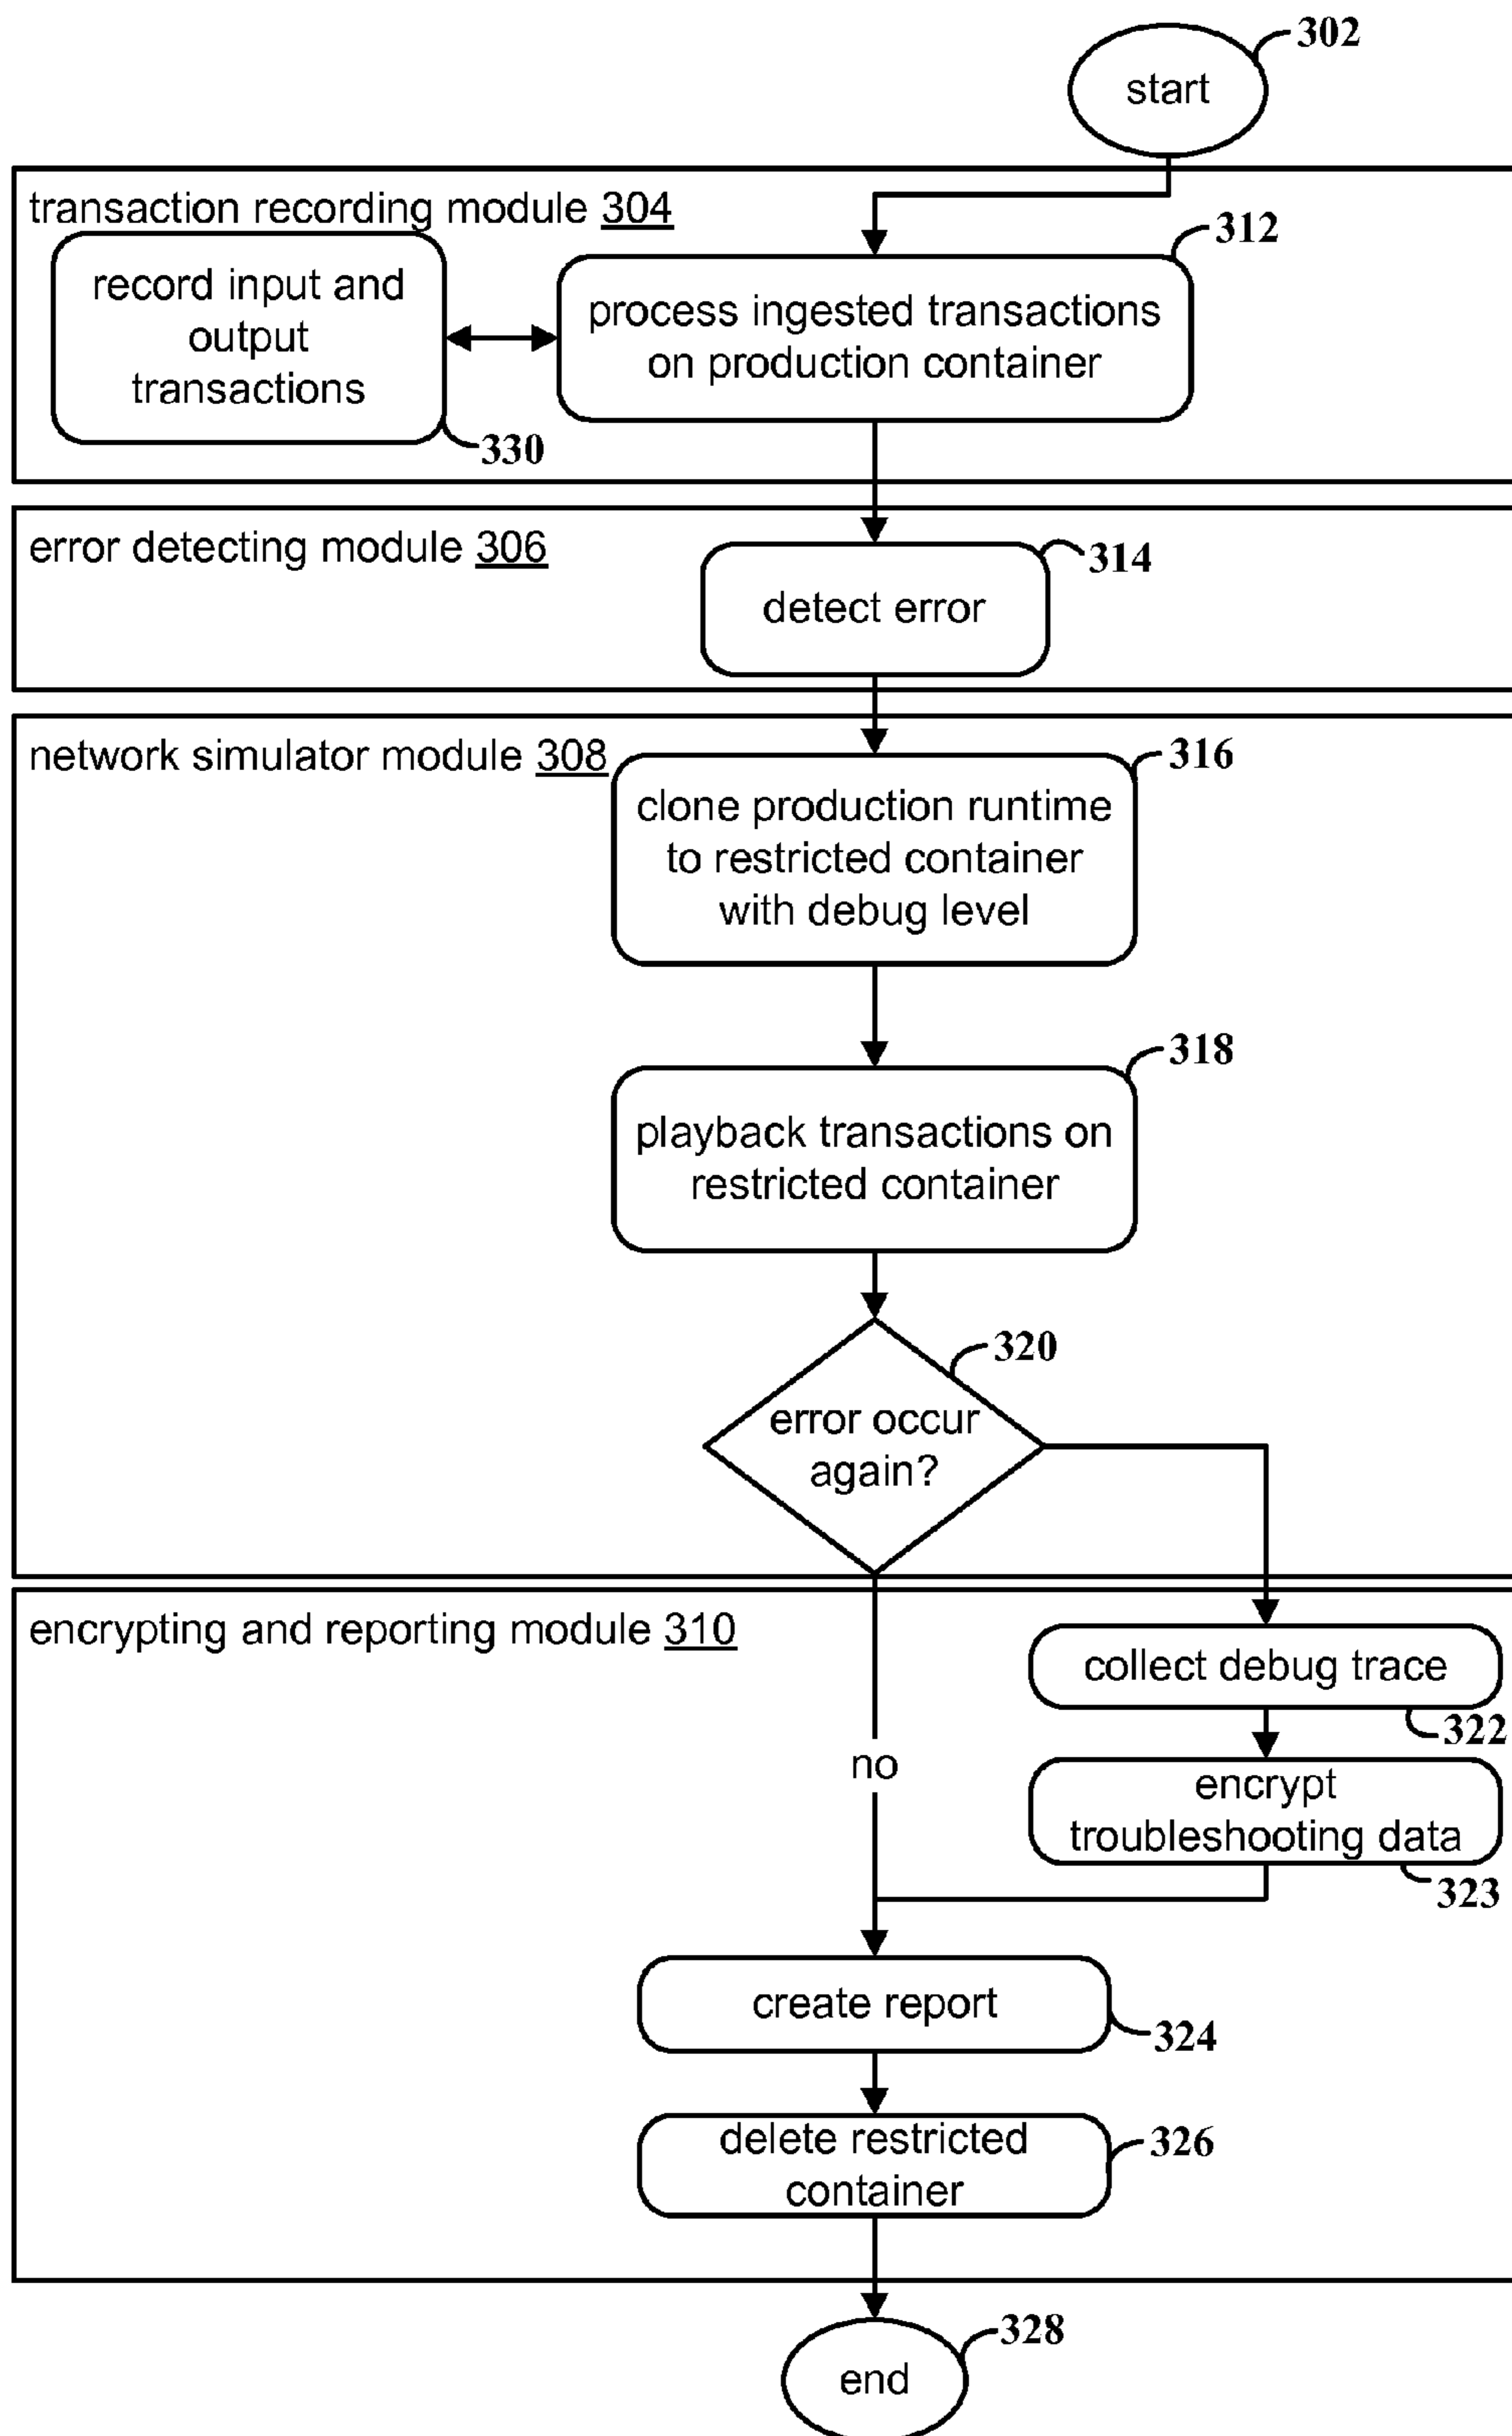 302
start
transaction recording module 304
312
record input and
output
transactions
process ingested transactions
on production container
330
error detecting module 306
314
detect error
network simulator module 308
316
clone production runtime
to restricted container
with debug level
318
playback transactions on
restricted container
320
error occur
again?
encrypting and reporting module 310
collect debug trace
322
no
encrypt
troubleshooting data
323
create report
324
delete restricted
container
326
328
end